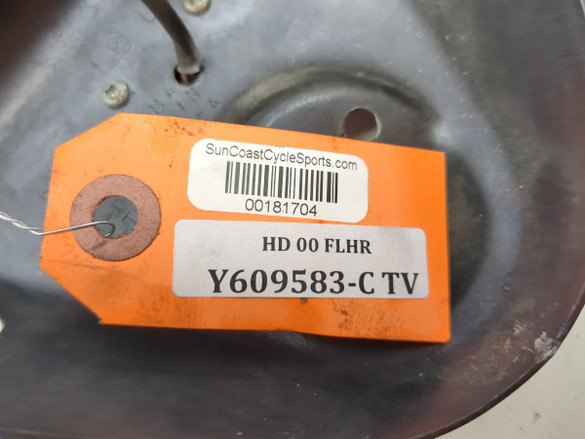 SunCoastCycleSports.com
00181704
HD 00 FLHR
Y609583-C TV